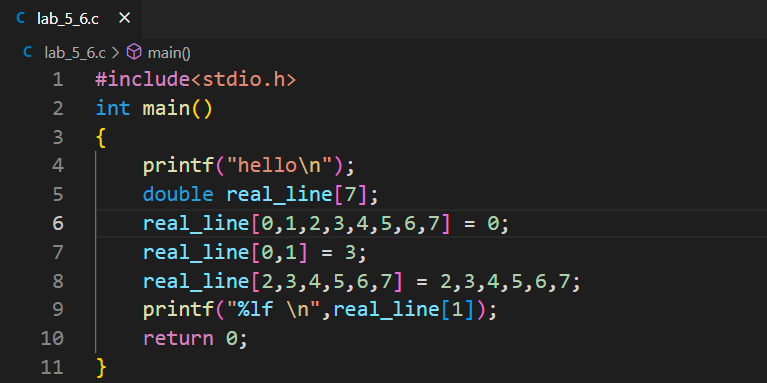 C lab_5_6.c ×
C lab_5_6.c > main()
1 #include<stdio.h>
2 int main()
3 {
4 printf("hello\n");
5 double real_line[7];
6 real_line[0,1,2,3,4,5,6,7] = 0;
7 real_line[0,1] = 3;
8 real_line[2,3,4,5,6,7] = 2,3,4,5,6,7;
9 printf("%lf \n",real_line[1]);
10 return 0;
11 }